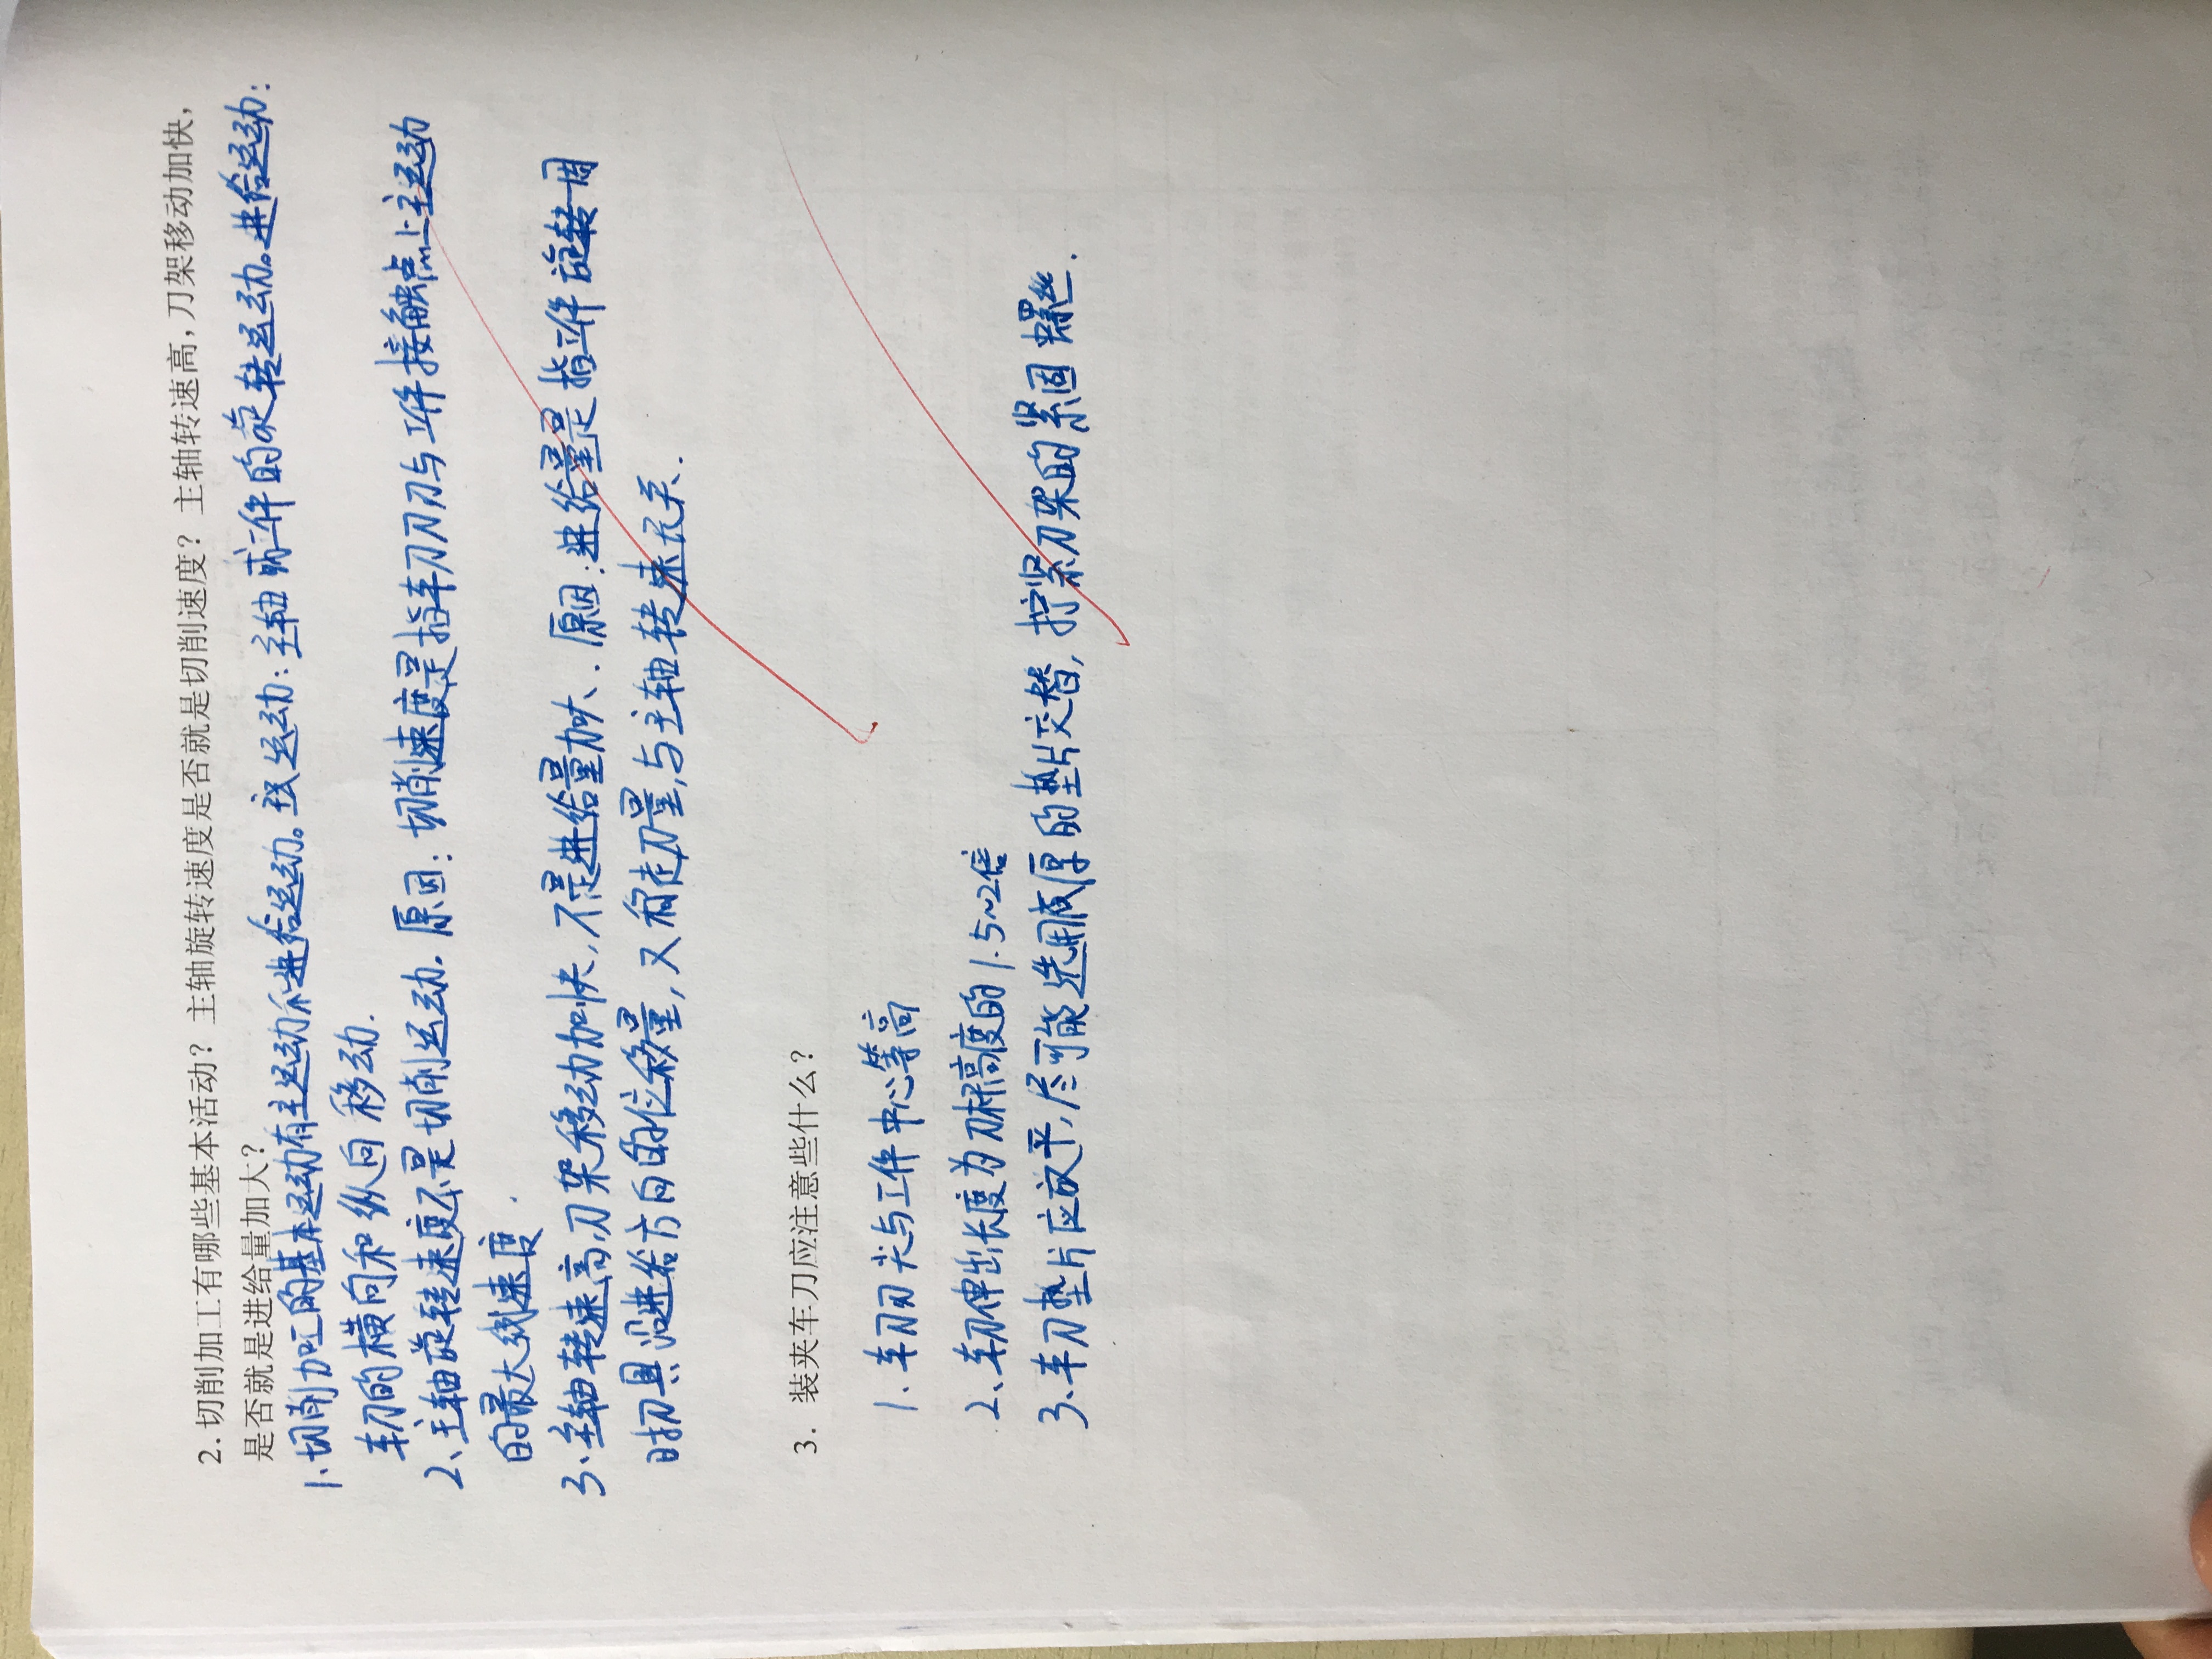 2.切削加工有哪些基本活动？主轴旋转速度是否就是切削速度？主轴转速高,刀架移动加快,
是否就是进给量加大？
1、切削加工的基本运动有主运动和进给运动。主运动:主轴或工件的旋转运动。进给运动:
车刀的横向和纵向移动.
2、主轴旋转速度不是切削运动.原因:切削速度是指车刀刀刃与工件接触点上主运动
的最大线速度.
3、主轴转速高,刀架移动加快,不是进给量加大.原因:进给量是指工件旋转一周
时刀具沿进给方向的位移量,又称走刀量,与主轴转速无关.
3. 装夹车刀应注意些什么？
1、车刀刃尖与工件中心等高
2、车刀伸出长度为刀杆高度的1.5~2倍
3、车刀垫片应放平,尽可能选用厚的垫片交替,拧紧刀架的紧固螺丝.